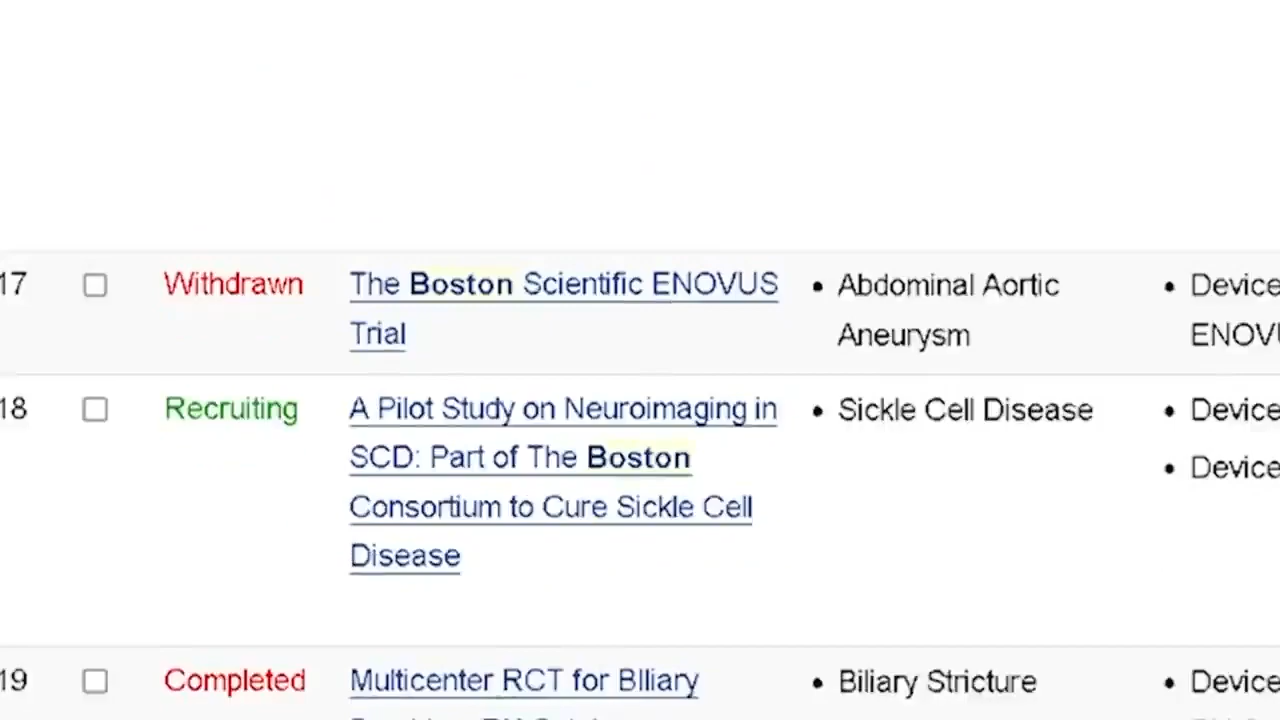 17 Withdrawn The Boston Scientific ENOVUS • Abdominal Aortic • Device
Trial Aneurysm ENOVU
18 Recruiting A Pilot Study on Neuroimaging in • Sickle Cell Disease • Device
SCD: Part of The Boston • Device
Consortium to Cure Sickle Cell
Disease
19 Completed Multicenter RCT for BIliary • Biliary Stricture • Device